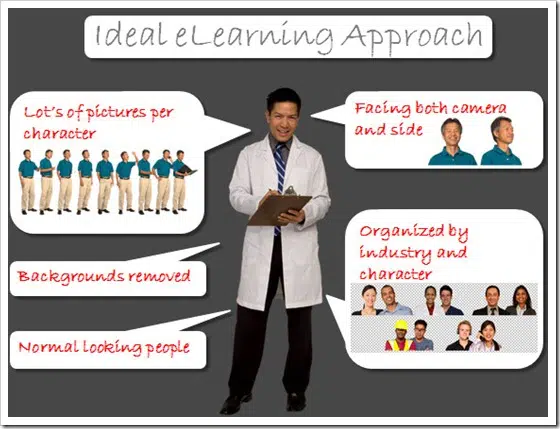 Ideal eLearning Approach
Lot's of pictures per
character
Facing both camera
and side
Backgrounds removed
Organized by
industry and
character
Normal looking people